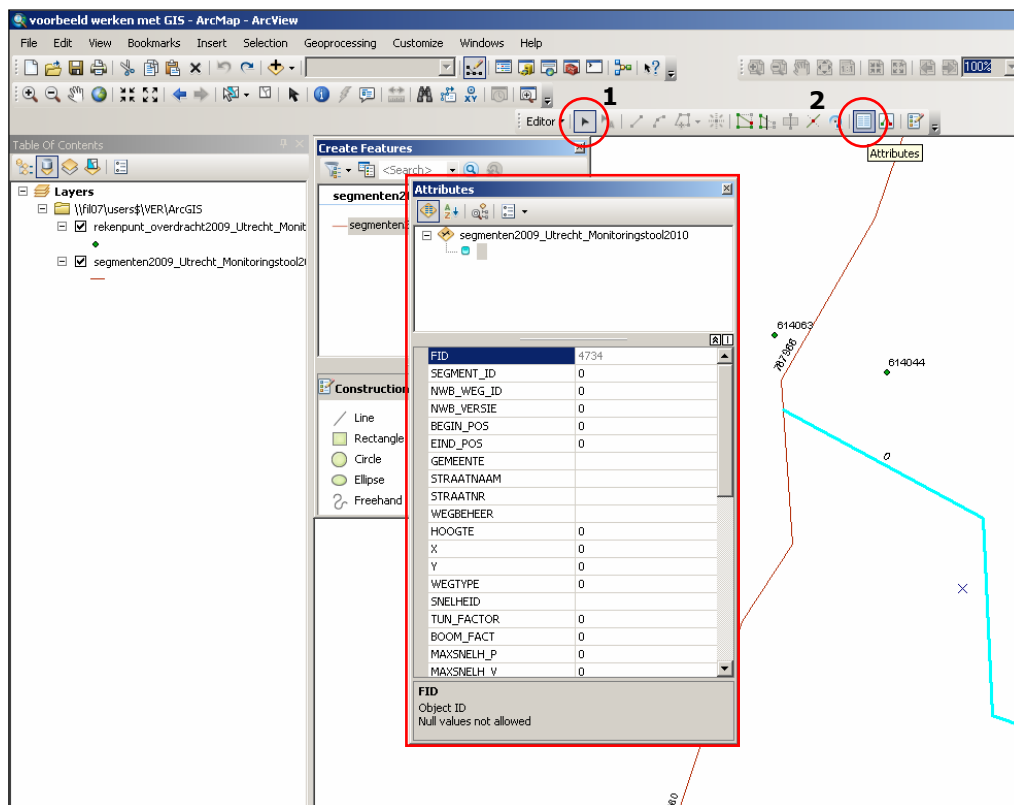 voorbeeld werken met GIS - ArcMap - ArcView
File Edit View Bookmarks Insert Selection Geoprocessing Customize Windows Help
100%
1
2
Editor
Attributes
Table Of Contents
Layers
\\fil07\users$\VER\ArcGIS
rekenpunt_overdracht2009_Utrecht_Monit
segmenten2009_Utrecht_Monitoringstool20
Create Features
<Search>
segmenten2
segmenten2
Construction
Line
Rectangle
Circle
Ellipse
Freehand
Attributes
segmenten2009_Utrecht_Monitoringstool2010
FID 4734
SEGMENT_ID 0
NWB_WEG_ID 0
NWB_VERSIE 0
BEGIN_POS 0
EIND_POS 0
GEMEENTE
STRAATNAAM
STRAATNR
WEGBEHEER
HOOGTE 0
X 0
Y 0
WEGTYPE 0
SNELHEID
TUN_FACTOR 0
BOOM_FACT 0
MAXSNELH_P 0
MAXSNELH_V 0
FID
Object ID
Null values not allowed
614063
787966
614044
0
60